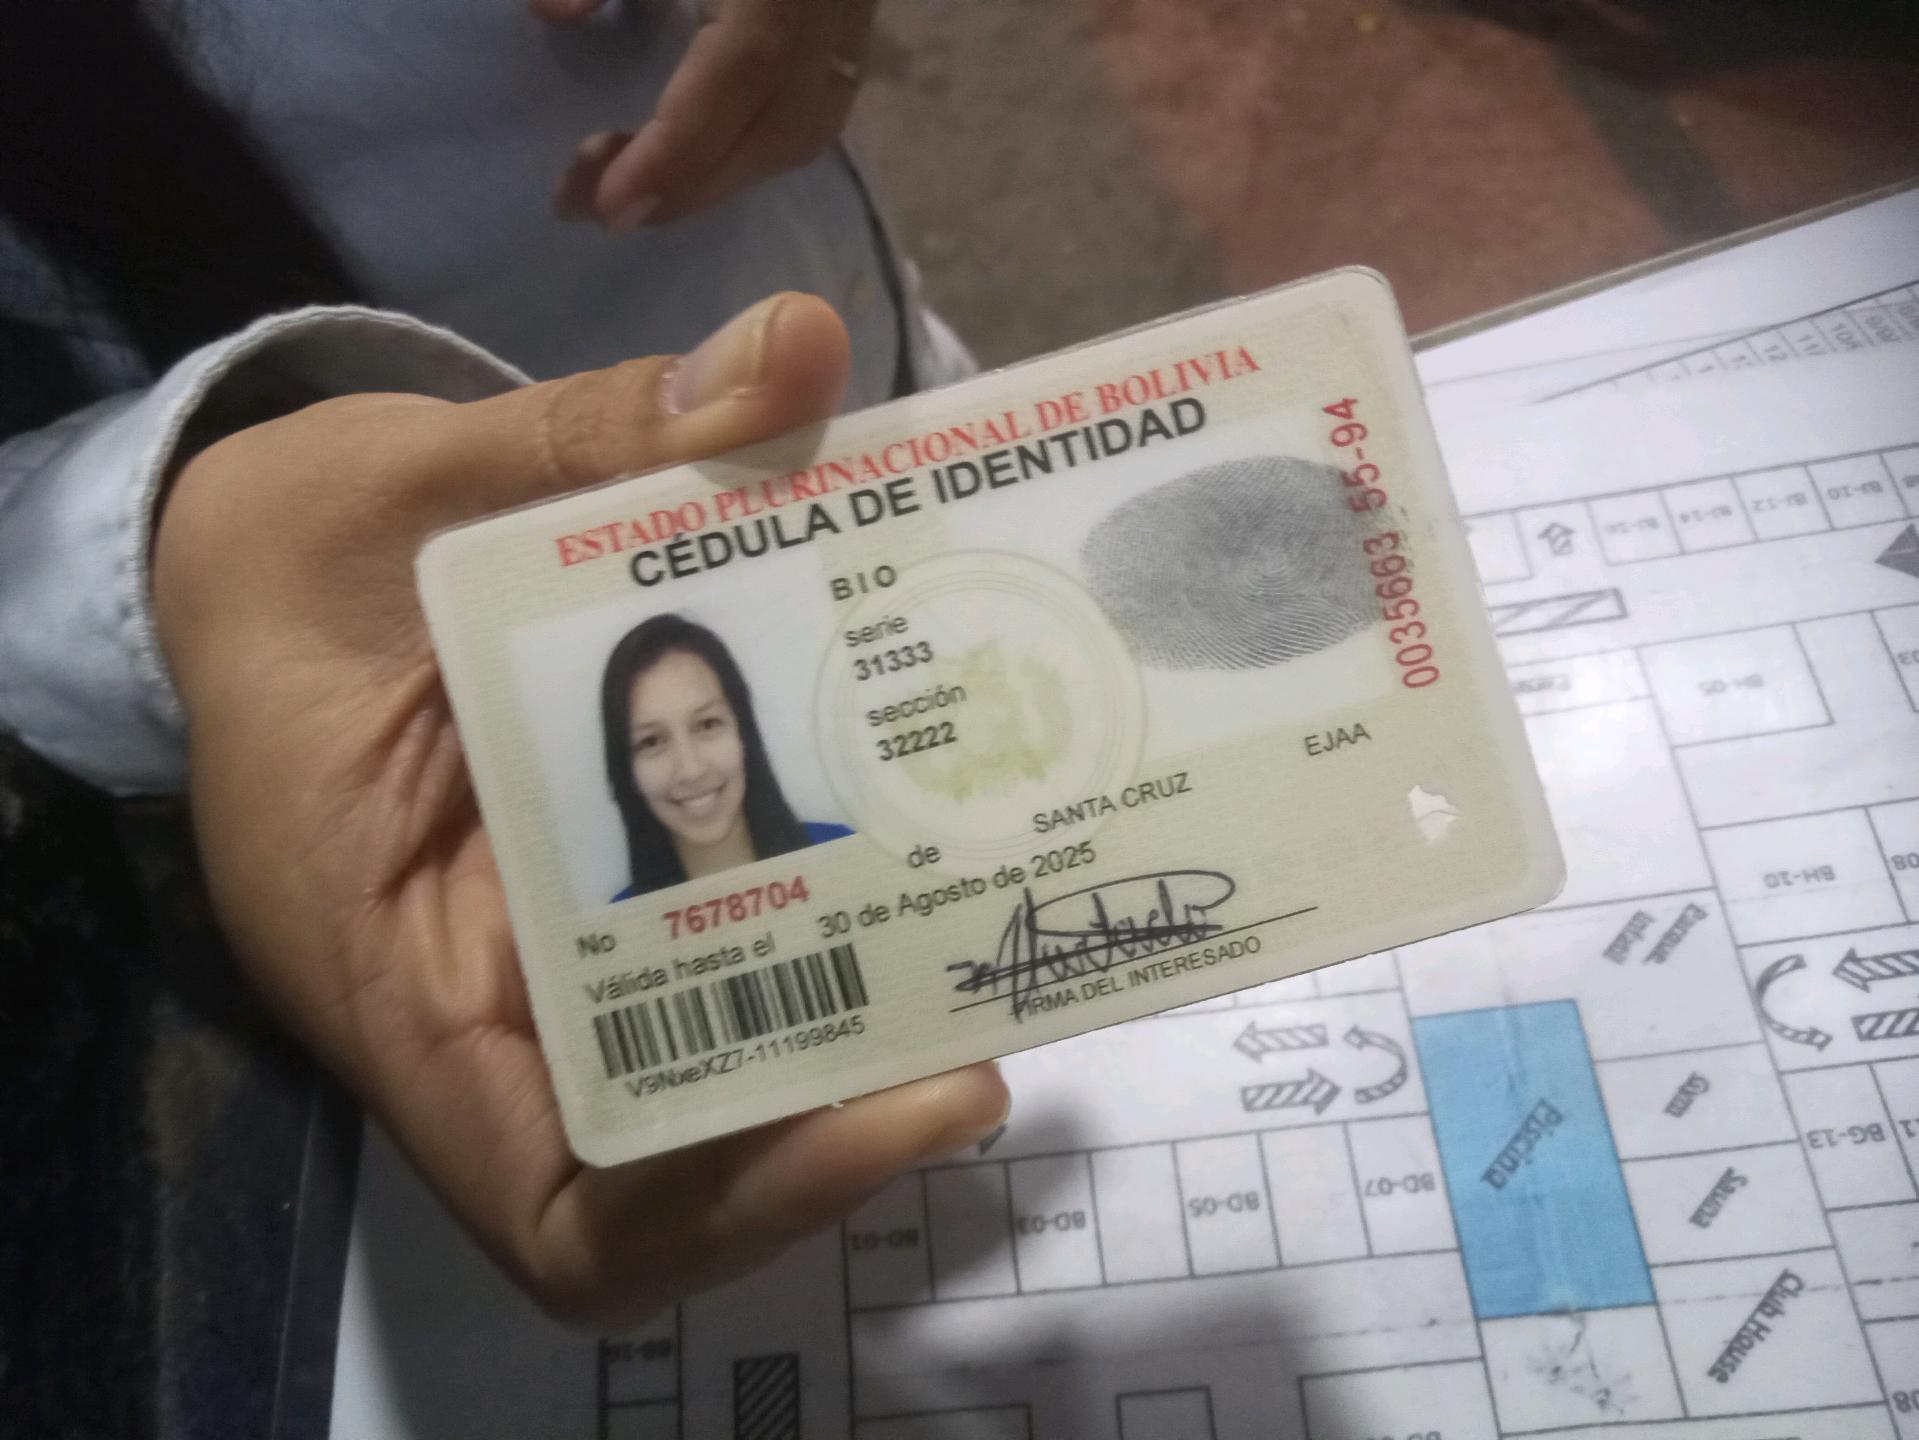 ESTADO PLURINACIONAL DE BOLIVIA
CÉDULA DE IDENTIDAD
BIO
serie
31333
sección
32222
0035663 55-94
EJAA
de SANTA CRUZ
No 7678704
Válida hasta el 30 de Agosto de 2025
V9NxeXZ7-11199845
FIRMA DEL INTERESADO
BJ-16
BJ-14
BJ-12
BJ-10
BH-05
BH-10
Parque
Infatil
Piscina
Gym
Sauna
Club House
BG-13
BD-07
BD-05
BD-03
BD-01